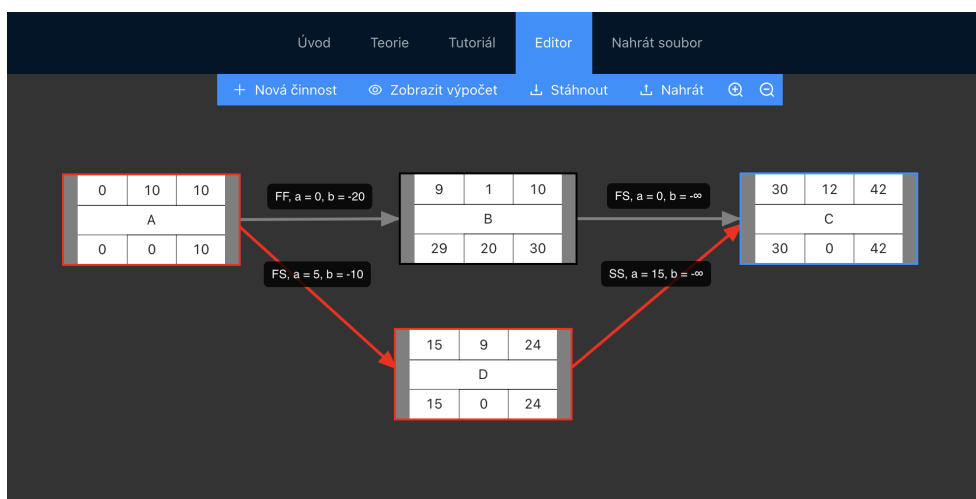 Úvod Teorie Tutoriál Editor Nahrát soubor
+ Nová činnost Zobrazit výpočet Stáhnout Nahrát
0 10 10
A
0 0 10
FF, a = 0, b = -20
9 1 10
B
29 20 30
FS, a = 0, b = -∞
30 12 42
C
30 0 42
FS, a = 5, b = -10
SS, a = 15, b = -∞
15 9 24
D
15 0 24